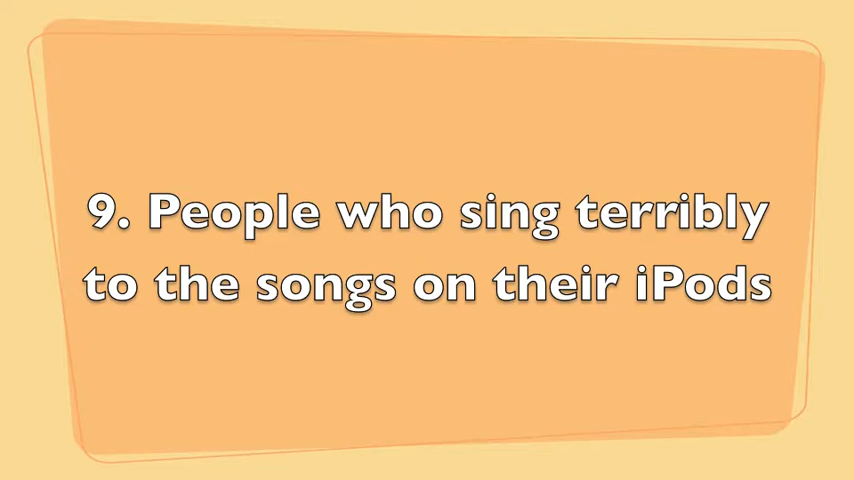 9. People who sing terribly
to the songs on their iPods